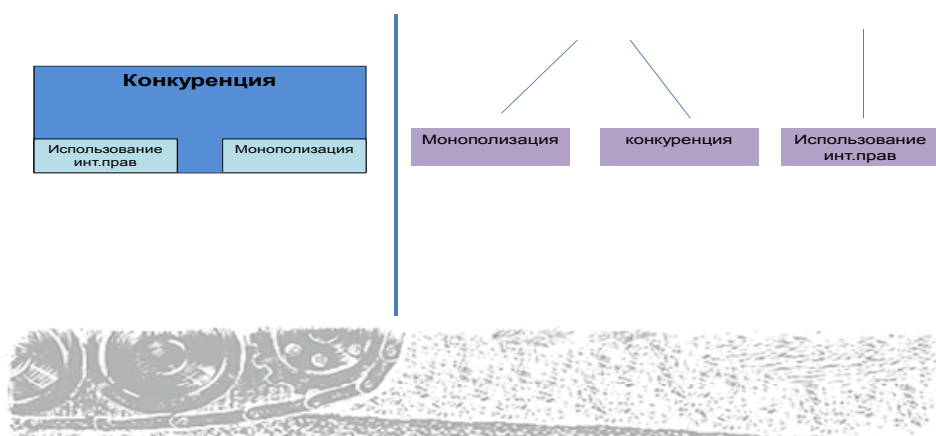 Конкуренция
Использование
инт.прав
Монополизация
Монополизация
конкуренция
Использование
инт.прав